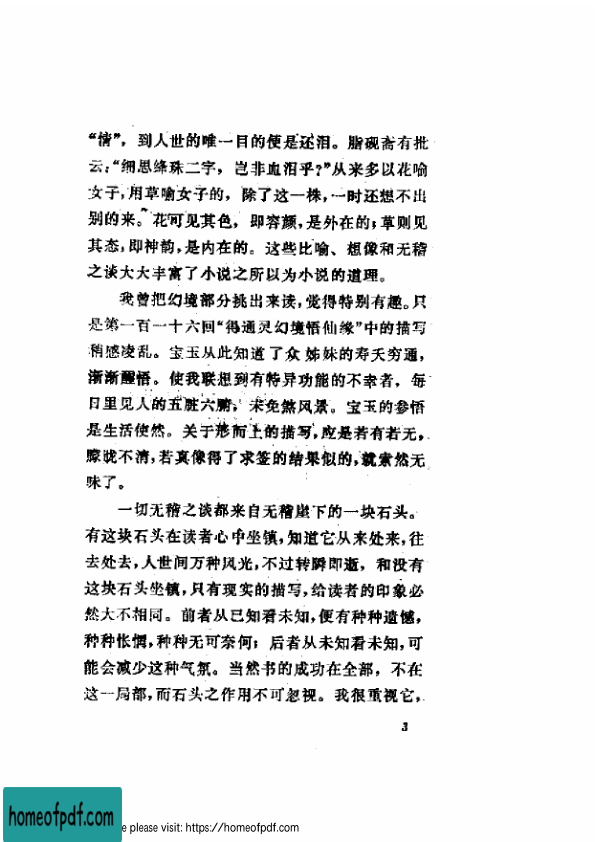 “情”，到人世的唯一目的便是还泪。脂砚斋有批
云：“细思绛珠二字，岂非血泪乎？”从来多以花喻
女子，用草喻女子的，除了这一株，一时还想不出
别的来。花可见其色，即容颜，是外在的；草则见
其态，即神韵，是内在的。这些比喻、想像和无稽
之谈大大丰富了小说之所以为小说的道理。
我曾把幻境部分挑出来读，觉得特别有趣。只
是第一百一十六回“得通灵幻境悟仙缘”中的描写
稍感凌乱。宝玉从此知道了众姊妹的寿夭穷通，
渐渐醒悟。使我联想到有特异功能的不幸者，每
日里见人的五脏六腑，未免煞风景。宝玉的参悟
是生活使然。关于形而上的描写，应是若有若无，
朦胧不清，若真像得了求签的结果似的，就索然无
味了。
一切无稽之谈都来自无稽崖下的一块石头。
有这块石头在读者心中坐镇，知道它从来处来，往
去处去，人世间万种风光，不过转瞬即逝，和没有
这块石头坐镇，只有现实的描写，给读者的印象必
然大不相同。前者从已知看未知，便有种种遗憾，
种种怅惘，种种无可奈何；后者从未知看未知，可
能会减少这种气氛。当然书的成功在全部，不在
这一局部，而石头之作用不可忽视。我很重视它，
3
homeofpdf.com
e please visit: https://homeofpdf.com